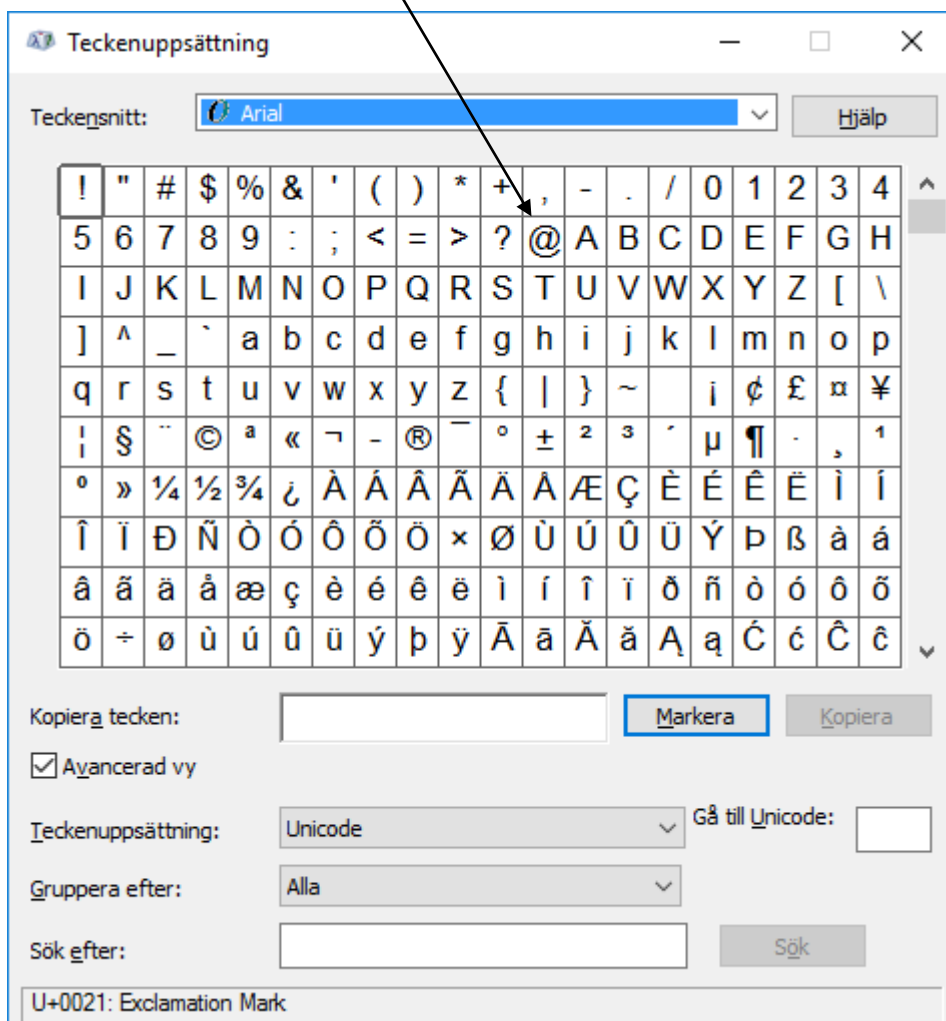 Teckenuppsättning
Teckensnitt: Arial Hjälp
! " # $ % & ' ( ) * + , - . / 0 1 2 3 4
5 6 7 8 9 : ; < = > ? @ A B C D E F G H
I J K L M N O P Q R S T U V W X Y Z [ \
] ^ _ ` a b c d e f g h i j k l m n o p
q r s t u v w x y z { | } ~ ¡ ¢ £ ¤ ¥
¦ § ¨ © ª « ¬ - ® ¯ ° ± ² ³ ´ µ ¶ · ¸ ¹
º » ¼ ½ ¾ ¿ À Á Â Ã Ä Å Æ Ç È É Ê Ë Ì Í
Î Ï Ð Ñ Ò Ó Ô Õ Ö × Ø Ù Ú Û Ü Ý Þ ß à á
â ã ä å æ ç è é ê ë ì í î ï ð ñ ò ó ô õ
ö ÷ ø ù ú û ü ý þ ÿ Ā ā Ă ă Ą ą Ć ć Ĉ ĉ
Kopiera tecken: Markera Kopiera
Avancerad vy
Teckenuppsättning: Unicode Gå till Unicode:
Gruppera efter: Alla
Sök efter: Sök
U+0021: Exclamation Mark